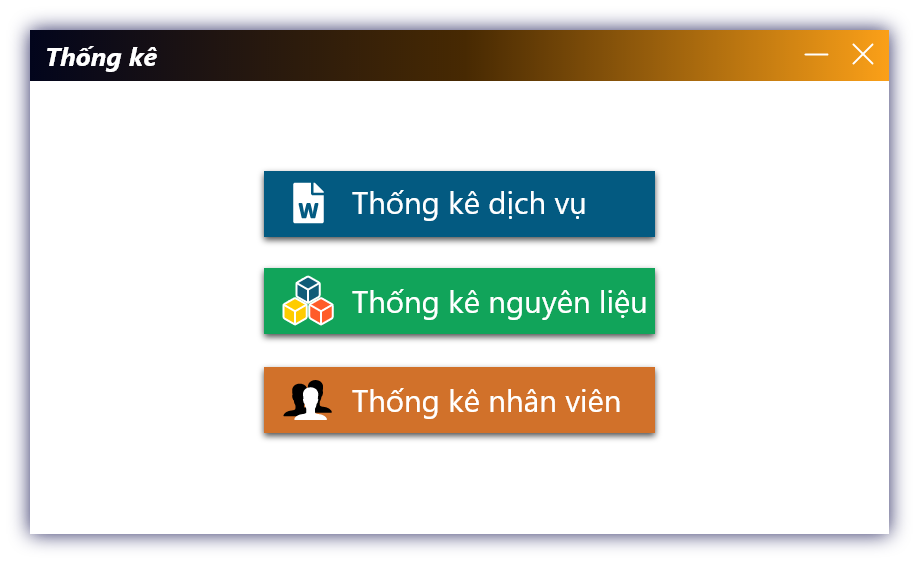 Thống kê
W
Thống kê dịch vụ
Thống kê nguyên liệu
Thống kê nhân viên